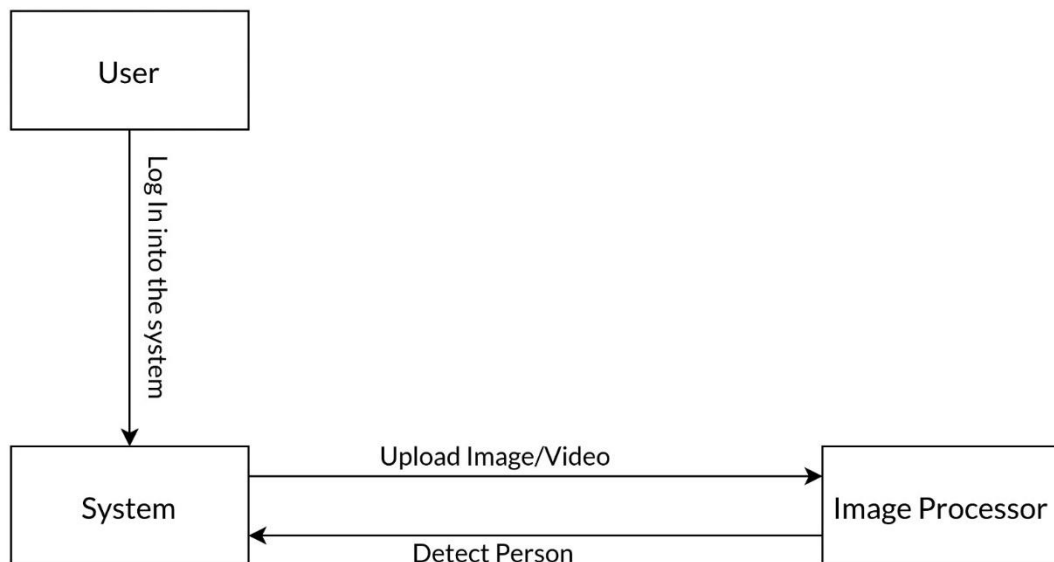 User
Log In into the system
Upload Image/Video
System
Image Processor
Detect Person